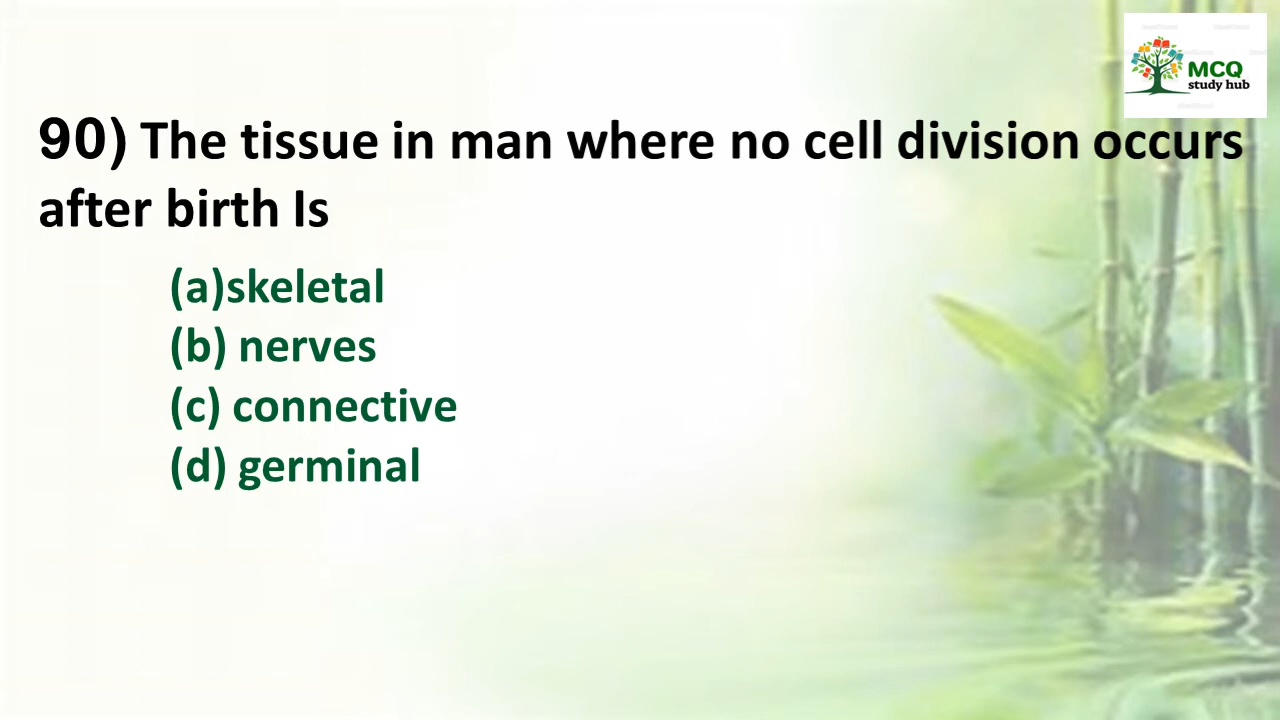 MCQ
study hub
90) The tissue in man where no cell division occurs
after birth Is
(a)skeletal
(b) nerves
(c) connective
(d) germinal